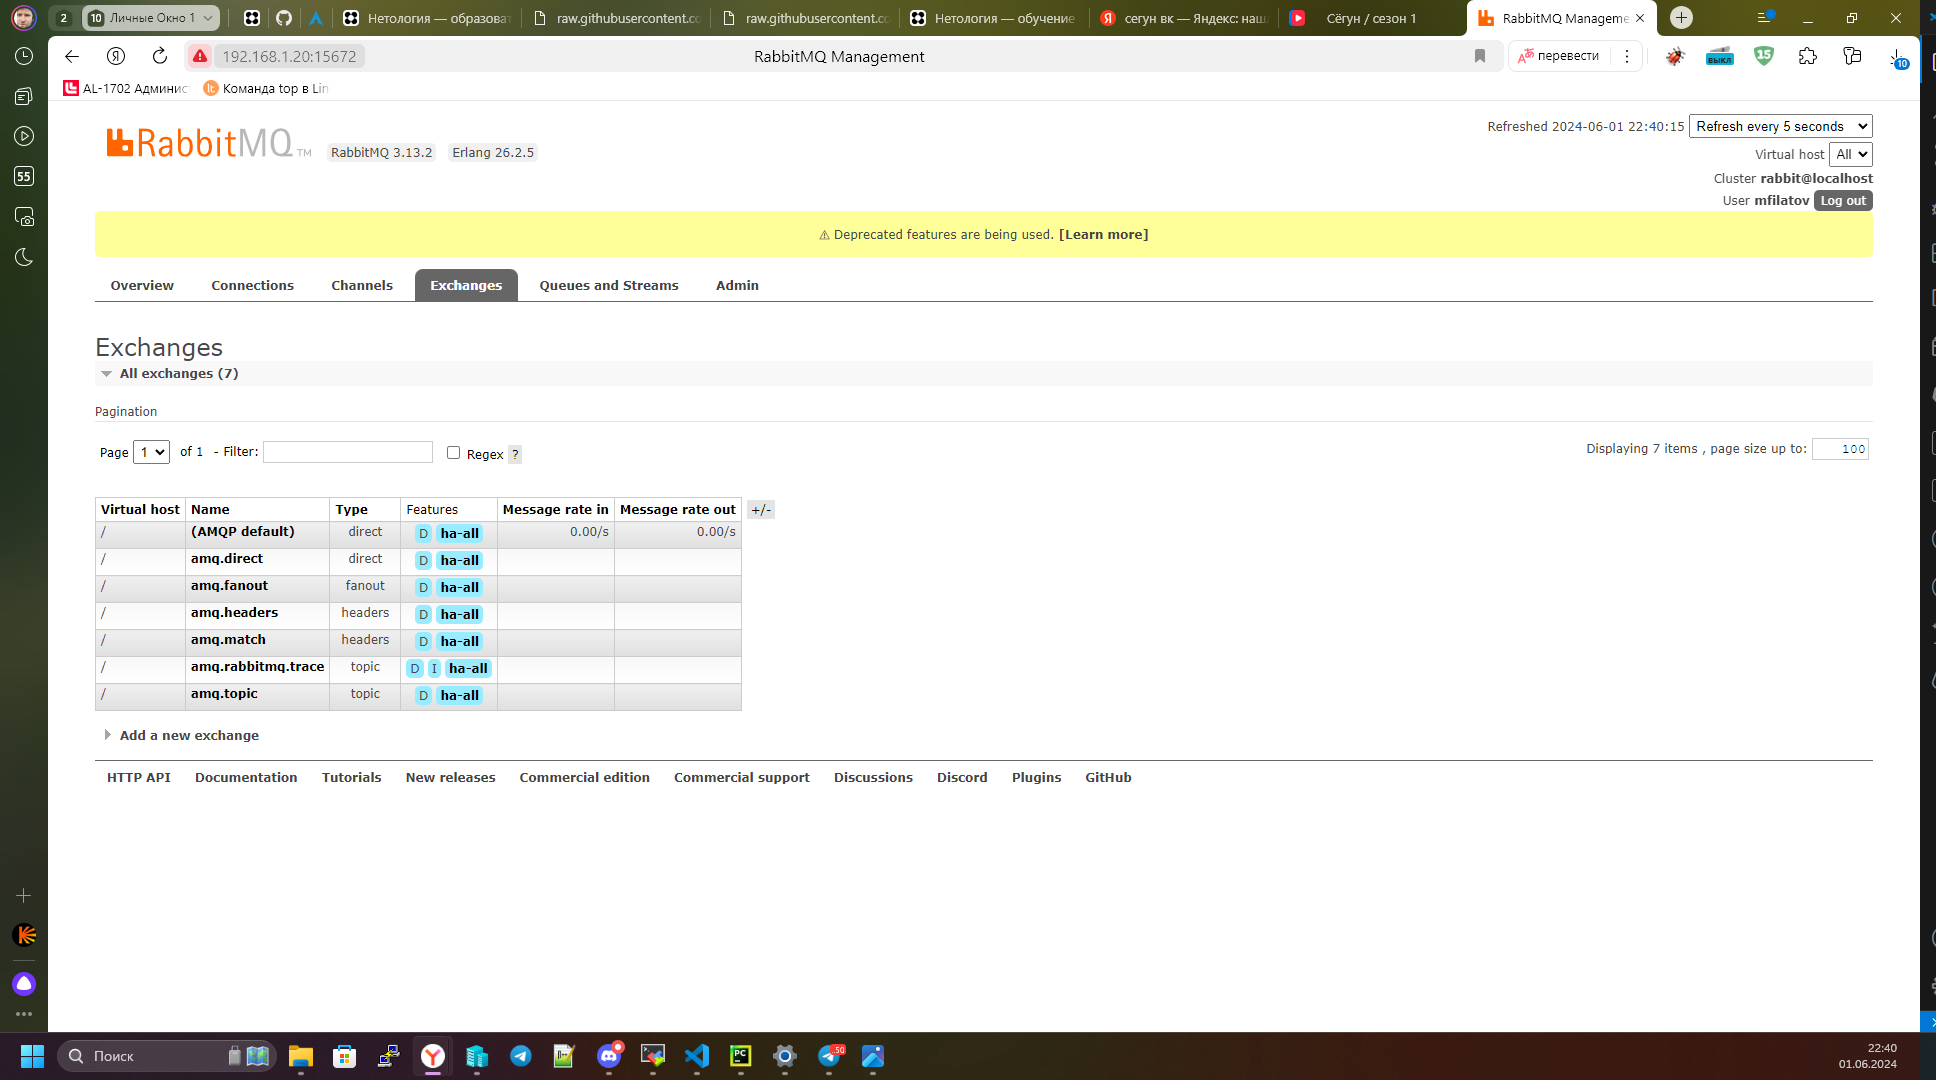 2
10 Личные Окно 1
Нетология — образоват
raw.githubusercontent.co
raw.githubusercontent.co
Нетология — обучение
сегун вк — Яндекс: наш
Сёгун / сезон 1
RabbitMQ Manageme
192.168.1.20:15672
RabbitMQ Management
перевести
ВЫКЛ
15
10
AL-1702 Админис
Команда top в Lin
55
RabbitMQ TM
RabbitMQ 3.13.2
Erlang 26.2.5
Refreshed 2024-06-01 22:40:15
Refresh every 5 seconds
Virtual host All
Cluster rabbit@localhost
User mfilatov Log out
⚠ Deprecated features are being used. [Learn more]
Overview Connections Channels Exchanges Queues and Streams Admin
Exchanges
All exchanges (7)
Pagination
Page 1 of 1 - Filter: Regex ?
Displaying 7 items , page size up to: 100
Virtual host Name Type Features Message rate in Message rate out +/-
/ (AMQP default) direct D ha-all 0.00/s 0.00/s
/ amq.direct direct D ha-all
/ amq.fanout fanout D ha-all
/ amq.headers headers D ha-all
/ amq.match headers D ha-all
/ amq.rabbitmq.trace topic D I ha-all
/ amq.topic topic D ha-all
Add a new exchange
HTTP API Documentation Tutorials New releases Commercial edition Commercial support Discussions Discord Plugins GitHub
Поиск
PC
50
22:40
01.06.2024